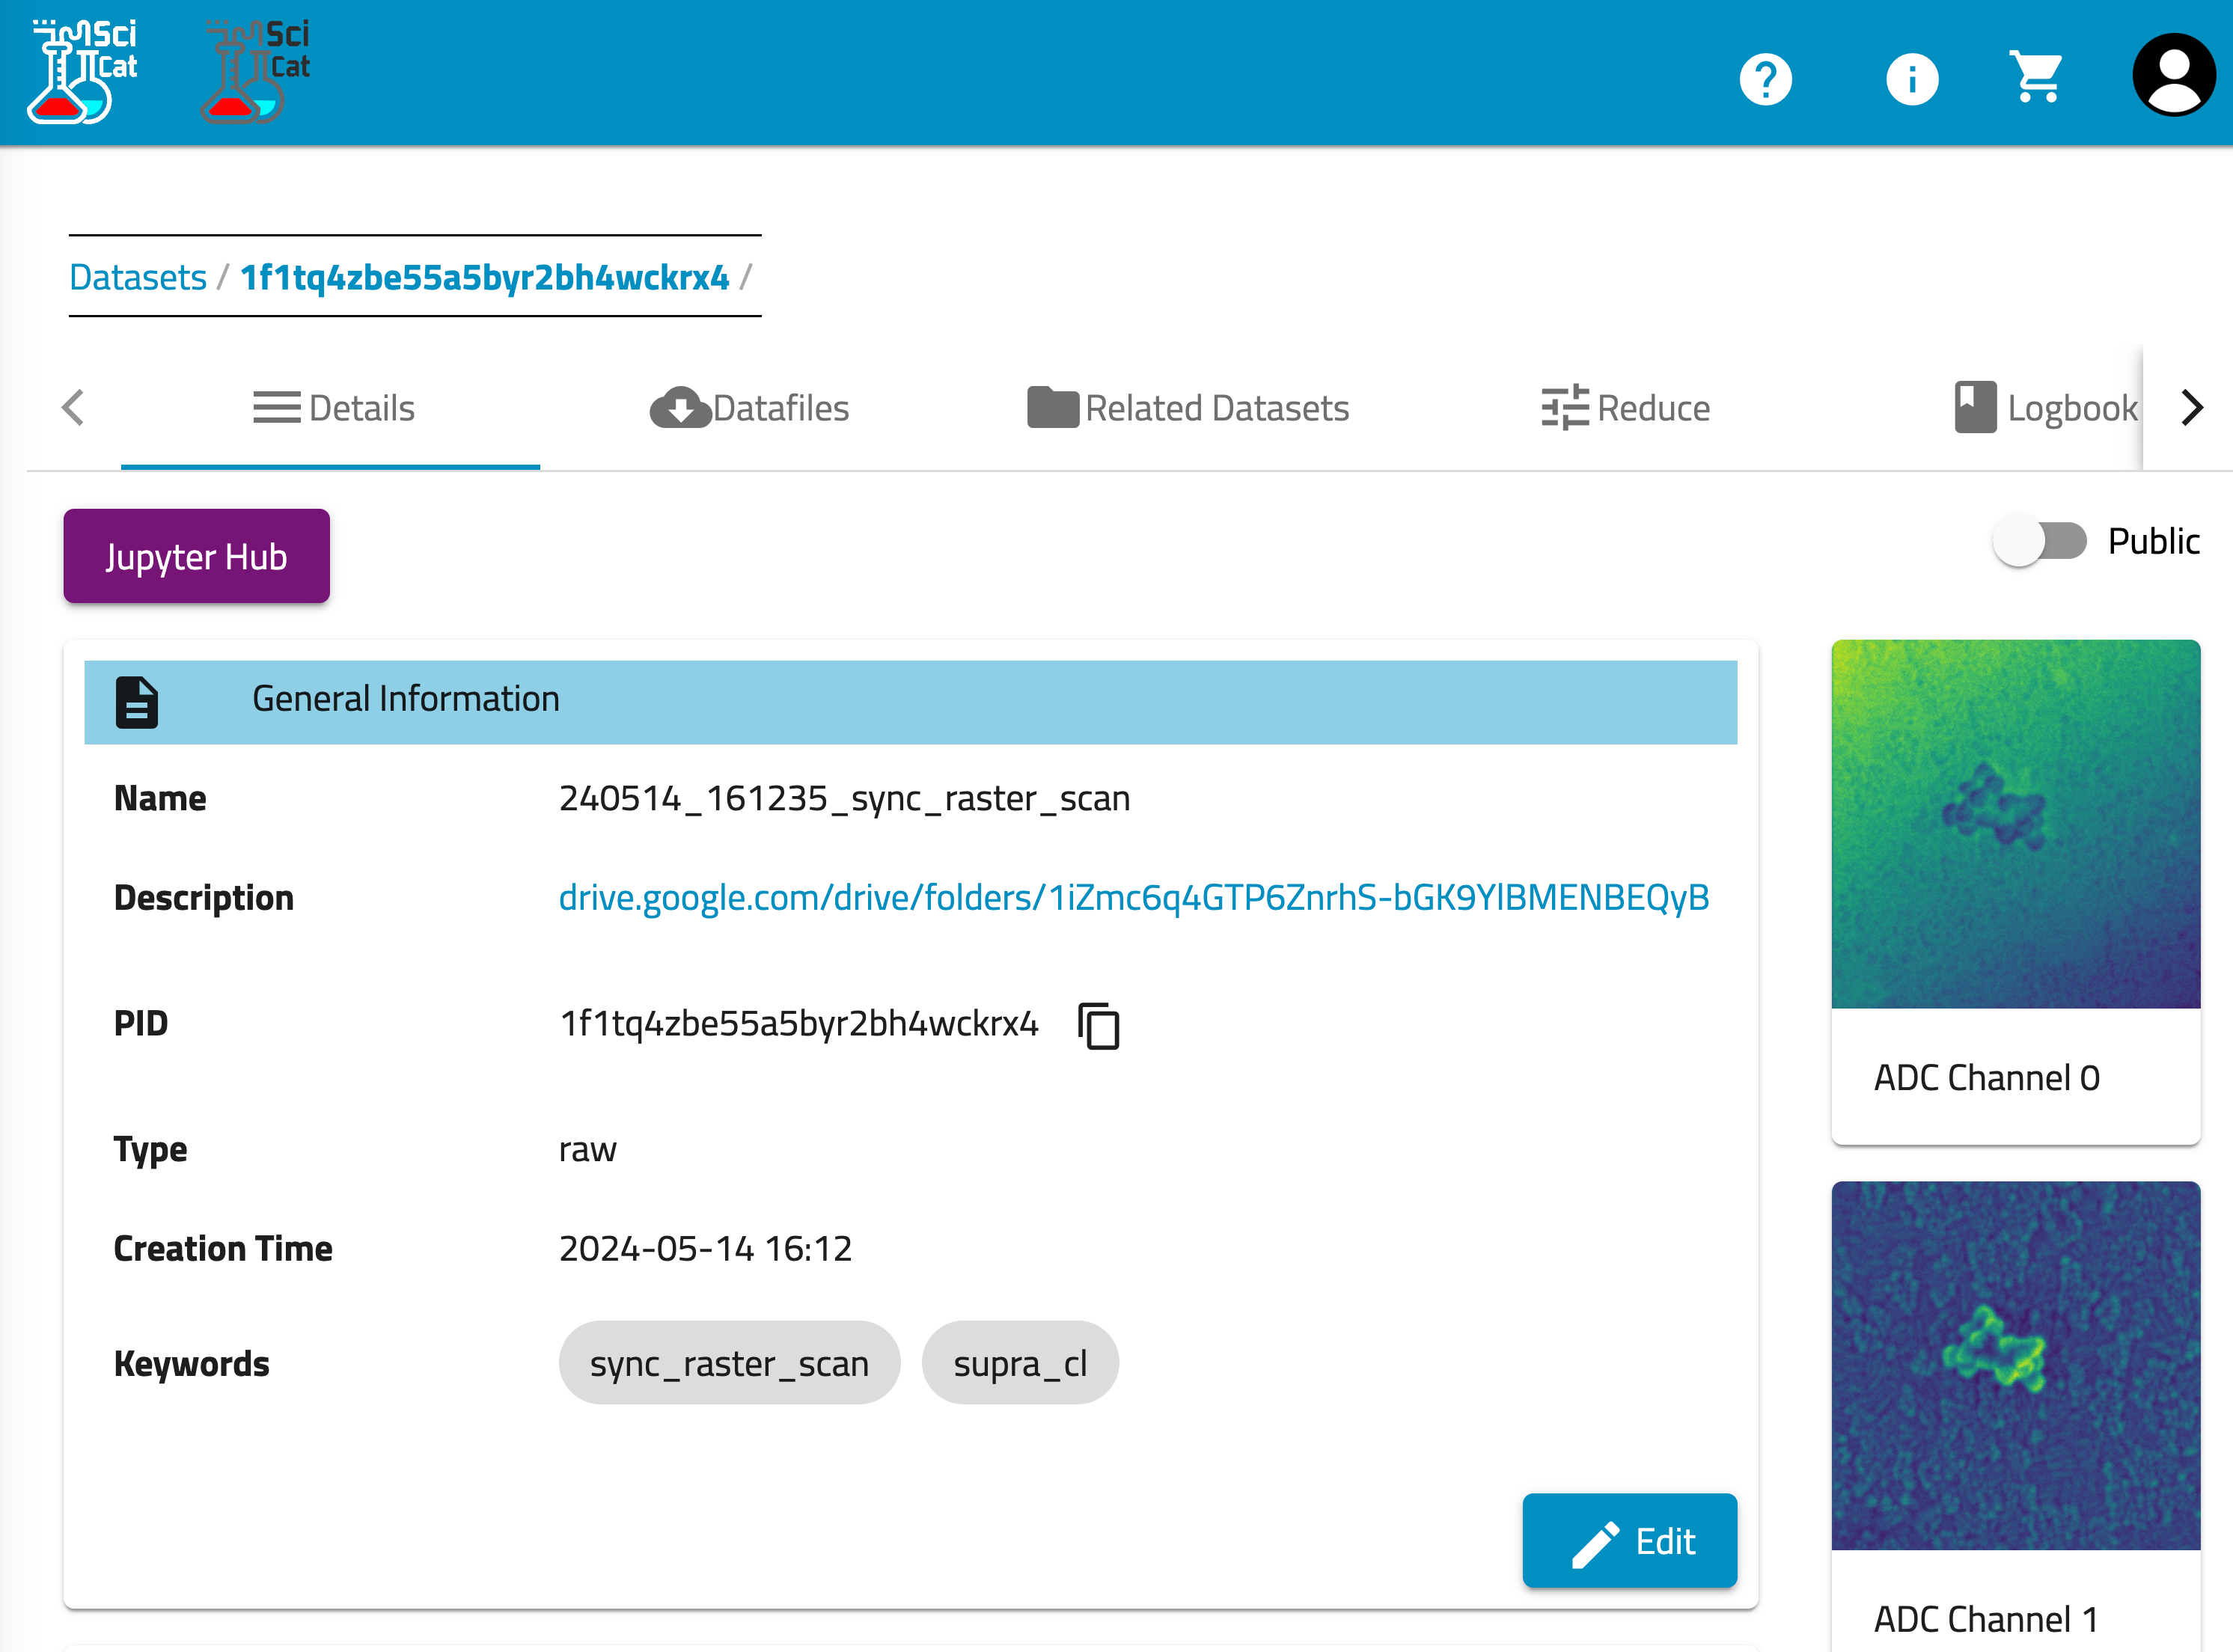 Sci
Cat
Sci
Cat
Datasets / 1f1tq4zbe55a5byr2bh4wckrx4 /
Details
Datafiles
Related Datasets
Reduce
Logbook
Jupyter Hub
Public
General Information
Name
240514_161235_sync_raster_scan
Description
drive.google.com/drive/folders/1iZmc6q4GTP6ZnrhS-bGK9YlBMENBEQyB
PID
1f1tq4zbe55a5byr2bh4wckrx4
Type
raw
Creation Time
2024-05-14 16:12
Keywords
sync_raster_scan
supra_cl
Edit
ADC Channel 0
ADC Channel 1